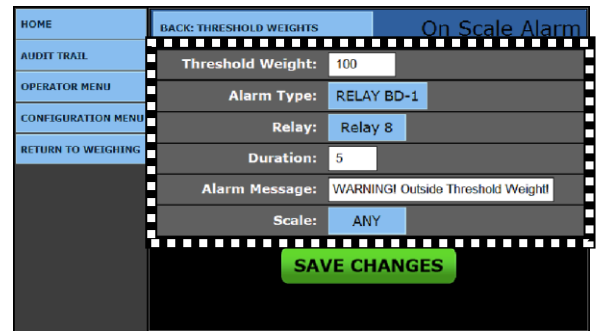 HOME
AUDIT TRAIL
OPERATOR MENU
CONFIGURATION MENU
RETURN TO WEIGHING
BACK: THRESHOLD WEIGHTS
On Scale Alarm
Threshold Weight: 100
Alarm Type: RELAY BD-1
Relay: Relay 8
Duration: 5
Alarm Message: WARNING! Outside Threshold Weight!
Scale: ANY
SAVE CHANGES